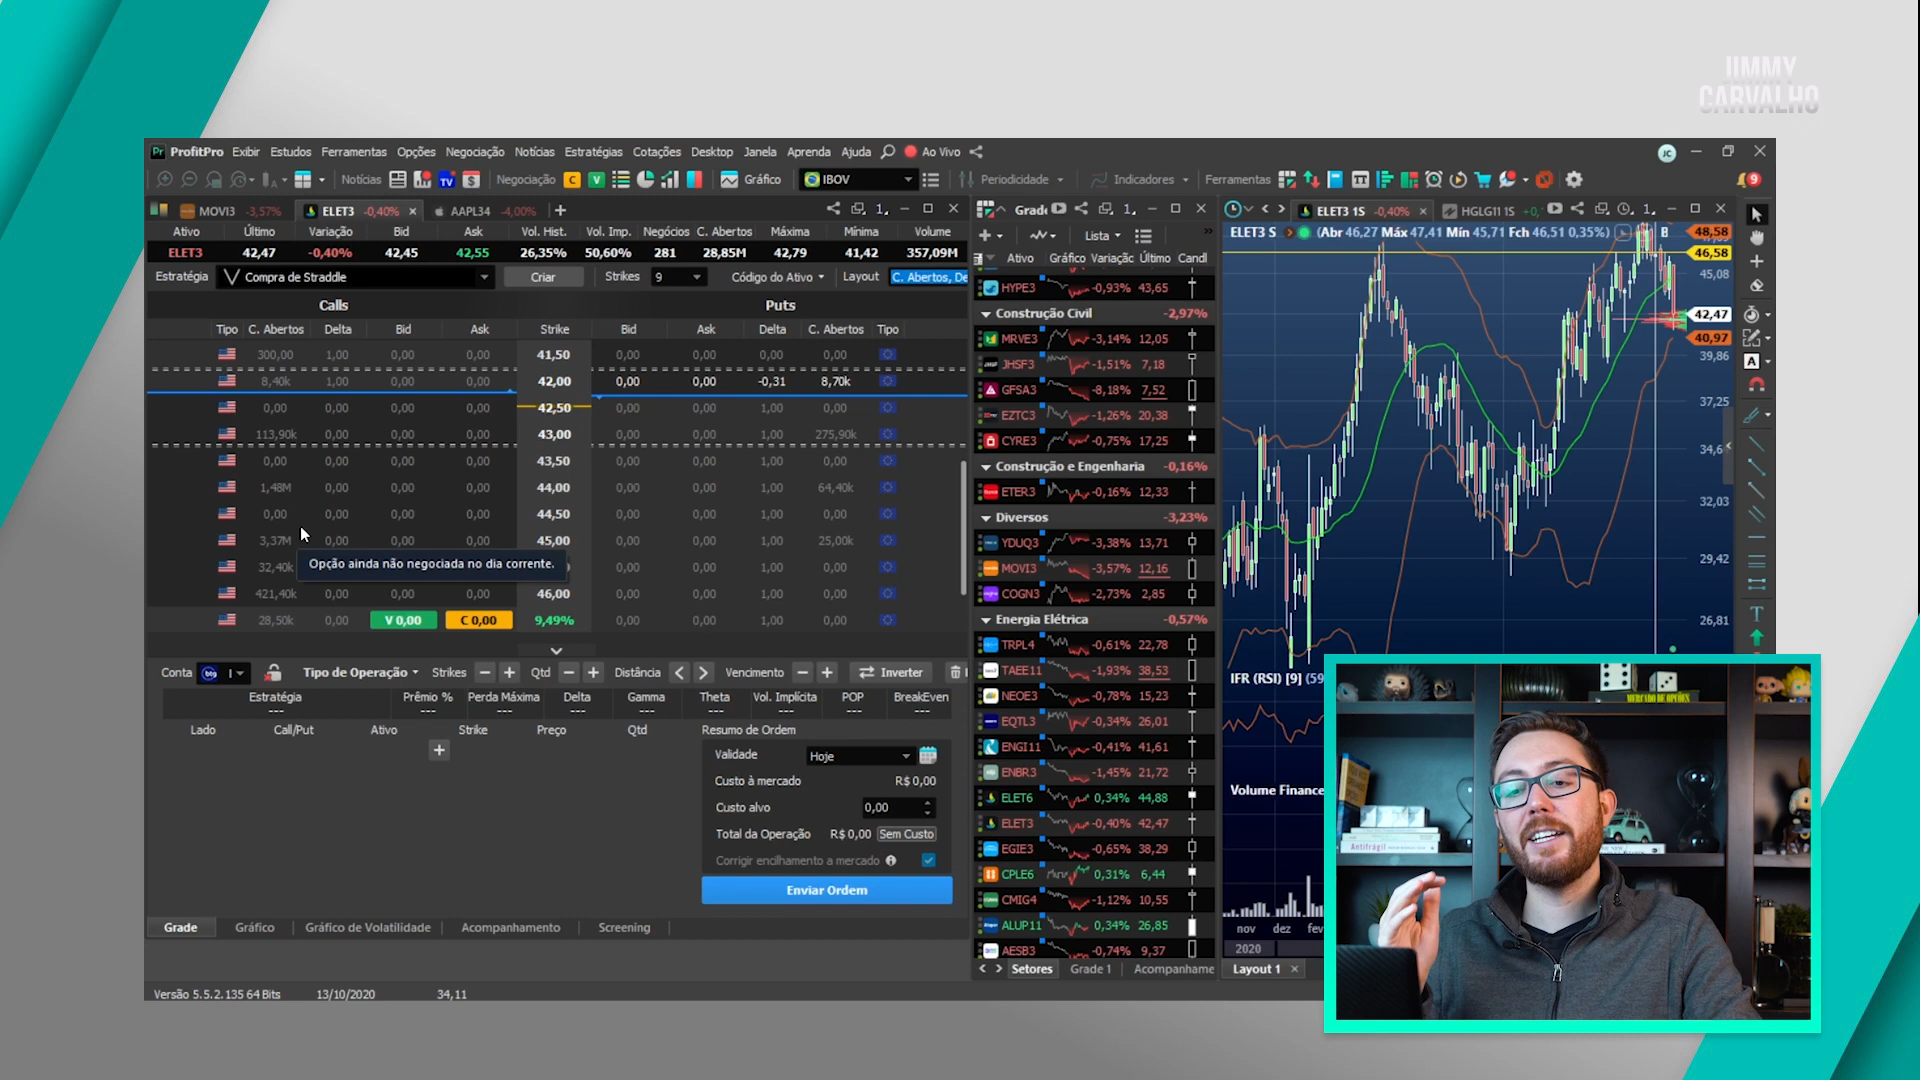 JIMMY
CARVALHO
Pr ProfitPro Exibir Estudos Ferramentas Opções Negociação Notícias Estratégias Cotações Desktop Janela Aprenda Ajuda Ao Vivo JC
Notícias TV Negociação C V Gráfico IBOV Periodicidade Indicadores Ferramentas 9
MOVI3 -3,57% ELET3 -0,40% AAPL34 -4,00%
Ativo Último Variação Bid Ask Vol. Hist. Vol. Imp. Negócios C. Abertos Máxima Mínima Volume
ELET3 42,47 -0,40% 42,45 42,55 26,35% 50,60% 281 28,85M 42,79 41,42 357,09M
Estratégia Compra de Straddle Criar Strikes 9 Código do Ativo Layout C. Abertos, De
Calls Puts
Tipo C. Abertos Delta Bid Ask Strike Bid Ask Delta C. Abertos Tipo
300,00 1,00 0,00 0,00 41,50 0,00 0,00 0,00 0,00
8,40k 1,00 0,00 0,00 42,00 0,00 0,00 -0,31 8,70k
0,00 0,00 0,00 0,00 42,50 0,00 0,00 1,00 0,00
113,90k 0,00 0,00 0,00 43,00 0,00 0,00 1,00 275,90k
0,00 0,00 0,00 0,00 43,50 0,00 0,00 1,00 0,00
1,48M 0,00 0,00 0,00 44,00 0,00 0,00 1,00 64,40k
0,00 0,00 0,00 0,00 44,50 0,00 0,00 1,00 0,00
3,37M 0,00 0,00 0,00 45,00 0,00 0,00 1,00 25,00k
32,40k Opção ainda não negociada no dia corrente. 0,00 0,00 1,00 0,00
421,40k 0,00 0,00 0,00 46,00 0,00 0,00 1,00 0,00
28,50k 0,00 V 0,00 C 0,00 9,49% 0,00 0,00 1,00 0,00
Conta btg Tipo de Operação Strikes Qtd Distância Vencimento Inverter
Estratégia Prêmio % Perda Máxima Delta Gamma Theta Vol. Implícita POP BreakEven
--- --- --- --- --- --- --- --- ---
Lado Call/Put Ativo Strike Preço Qtd Resumo de Ordem
Validade Hoje
Custo à mercado R$ 0,00
Custo alvo 0,00
Total da Operação R$ 0,00 Sem Custo
Corrigir encilhamento a mercado
Enviar Ordem
Grade Gráfico Gráfico de Volatilidade Acompanhamento Screening
Versão 5.5.2.135 64 Bits 13/10/2020 34,11
Grade
Lista
Ativo Gráfico Variação Último Candl
HYPE3 -0,93% 43,65
Construção Civil -2,97%
MRVE3 -3,14% 12,05
JHSF3 -1,51% 7,18
GFSA3 -8,18% 7,52
EZTC3 -1,26% 20,38
CYRE3 -0,75% 17,25
Construção e Engenharia -0,16%
ETER3 -0,16% 12,33
Diversos -3,23%
YDUQ3 -3,38% 13,71
MOVI3 -3,57% 12,16
COGN3 -2,73% 2,85
Energia Elétrica -0,57%
TRPL4 -0,61% 22,78
TAEE11 -1,93% 38,53
NEOE3 -0,78% 15,23
EQTL3 -0,34% 26,01
ENGI11 -0,41% 41,61
ENBR3 -1,45% 21,72
ELET6 0,34% 44,88
ELET3 -0,40% 42,47
EGIE3 -0,65% 38,29
CPLE6 0,31% 6,44
CMIG4 -1,12% 10,55
ALUP11 0,34% 26,85
AESB3 -0,74% 9,37
Setores Grade 1 Acompanhame
ELET3 1S -0,40% HGLG11 1S +0,
ELET3 S (Abr 46,27 Máx 47,41 Mín 45,71 Fch 46,51 0,35%) B
48,58
46,58
45,08
42,47
40,97
39,86
37,25
34,6
32,03
29,42
26,81
A
T
IFR (RSI) [9] (59
Volume Finance
nov dez fev
2020
Layout 1
MERCADO DE OPÇÕES
Antifrágil